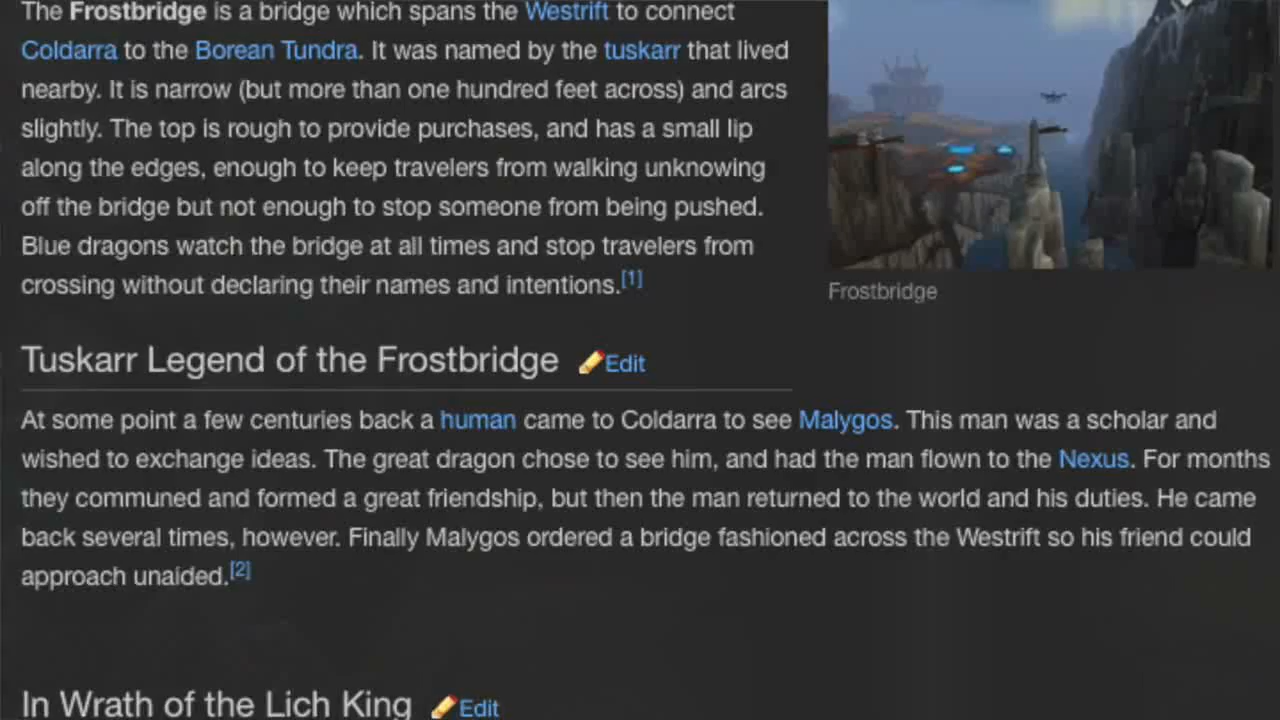 The Frostbridge is a bridge which spans the Westrift to connect
Coldarra to the Borean Tundra. It was named by the tuskarr that lived
nearby. It is narrow (but more than one hundred feet across) and arcs
slightly. The top is rough to provide purchases, and has a small lip
along the edges, enough to keep travelers from walking unknowing
off the bridge but not enough to stop someone from being pushed.
Blue dragons watch the bridge at all times and stop travelers from
crossing without declaring their names and intentions.[1]
Frostbridge
Tuskarr Legend of the Frostbridge Edit
At some point a few centuries back a human came to Coldarra to see Malygos. This man was a scholar and
wished to exchange ideas. The great dragon chose to see him, and had the man flown to the Nexus. For months
they communed and formed a great friendship, but then the man returned to the world and his duties. He came
back several times, however. Finally Malygos ordered a bridge fashioned across the Westrift so his friend could
approach unaided.[2]
In Wrath of the Lich King Edit